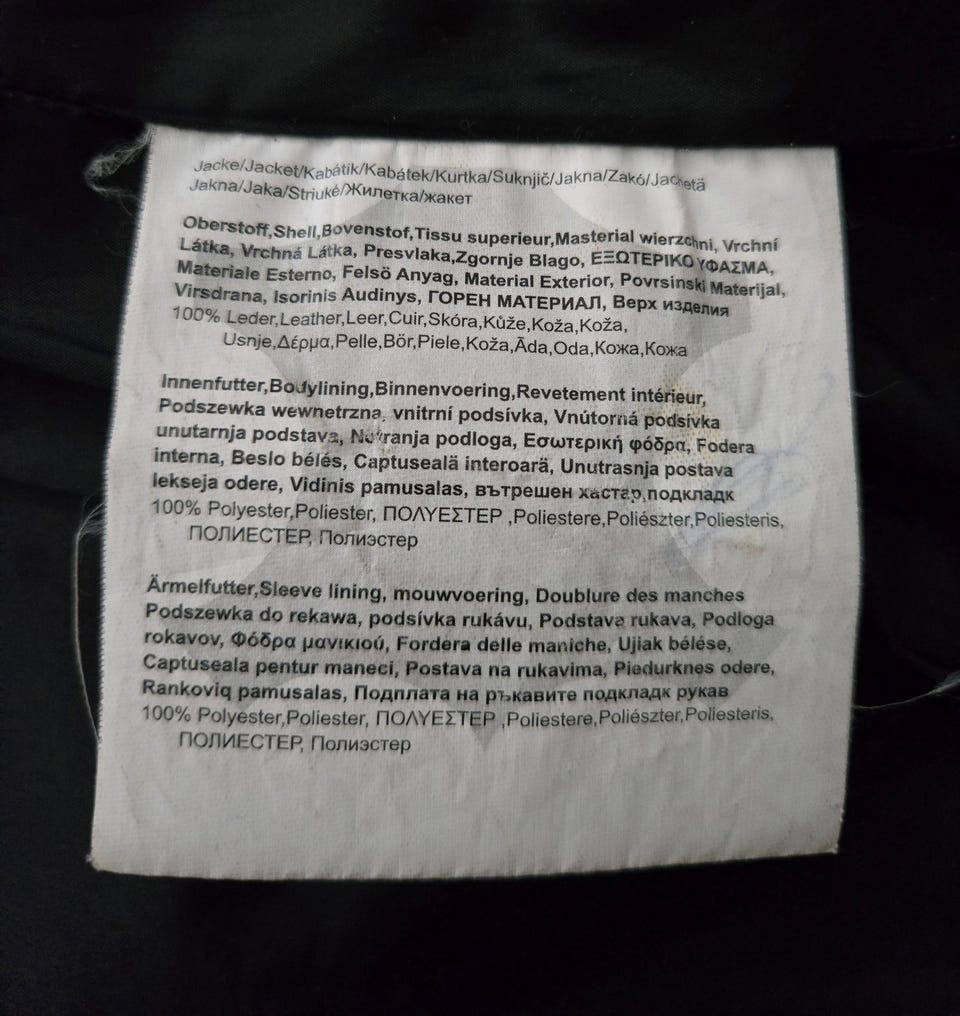 Jacke/Jacket/Kabátik/Kabátek/Kurtka/Suknjič/Jakna/Zakó/Jachetă
Jakna/Jaka/Striukė/Жилетка/жакет
Oberstoff,Shell,Bovenstof,Tissu superieur,Masterial wierzchni, Vrchní
Látka, Vrchná Látka, Presvlaka,Zgornje Blago, ΕΞΩΤΕΡΙΚΟ ΥΦΑΣΜΑ,
Materiale Esterno, Felsö Anyag, Material Exterior, Povrsinski Materijal,
Virsdrana, Isorinis Audinys, ГОРЕН МАТЕРИАЛ, Верх изделия
100% Leder,Leather,Leer,Cuir,Skóra,Kůže,Koža,Koža,
Usnje,Δέρμα,Pelle,Bör,Piele,Koža,Āda,Oda,Кожа,Кожа
Innenfutter,Bodylining,Binnenvoering,Revetement intérieur,
Podszewka wewnetrzna, vnitrní podsívka, Vnútorná podsívka
unutarnja podstava, Notranja podloga, Εσωτερική φόδρα, Fodera
interna, Beslo bélés, Captuseală interoară, Unutrasnja postava
lekseja odere, Vidinis pamusalas, вътрешен хастар,подкладк
100% Polyester,Poliester, ΠΟΛΥΕΣΤΕΡ ,Poliestere,Poliészter,Poliesteris,
ПОЛИЕСТЕР, Полиэстер
Ärmelfutter,Sleeve lining, mouwvoering, Doublure des manches
Podszewka do rekawa, podsívka rukávu, Podstava rukava, Podloga
rokavov, Φόδρα μανικιού, Fordera delle maniche, Ujiak bélése,
Captuseala pentur maneci, Postava na rukavima, Piedurknes odere,
Rankoviq pamusalas, Подплата на ръкавите подкладк рукав
100% Polyester,Poliester, ΠΟΛΥΕΣΤΕΡ ,Poliestere,Poliészter,Poliesteris,
ПОЛИЕСТЕР, Полиэстер